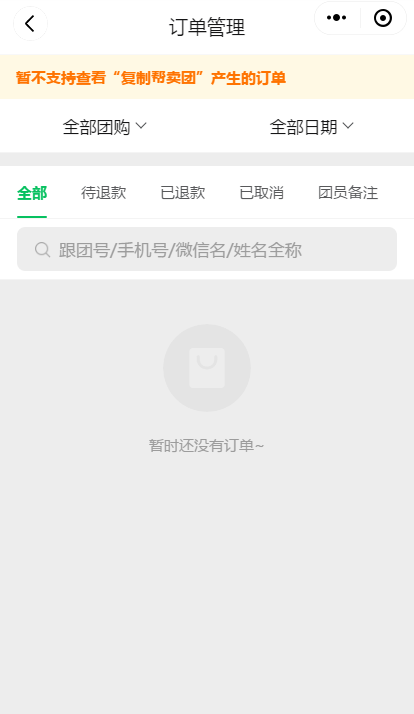 订单管理
暂不支持查看“复制帮卖团”产生的订单
全部团购 全部日期
全部 待退款 已退款 已取消 团员备注
跟团号/手机号/微信名/姓名全称
暂时还没有订单~